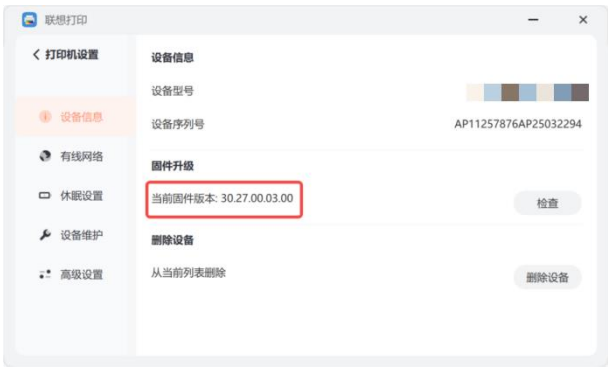 联想打印
打印机设置
设备信息
有线网络
休眠设置
设备维护
高级设置
设备信息
设备型号
设备序列号 AP11257876AP25032294
固件升级
当前固件版本: 30.27.00.03.00 检查
删除设备
从当前列表删除 删除设备